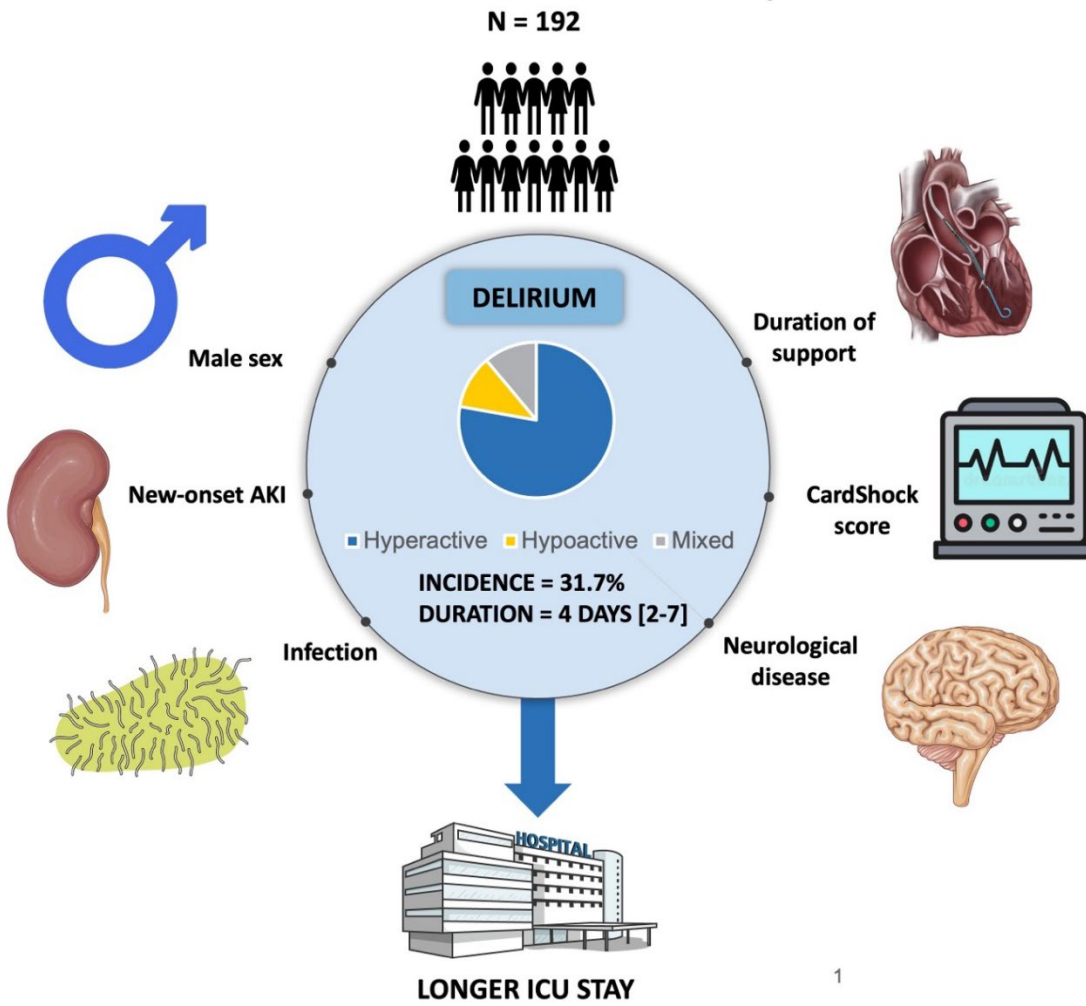 N = 192
DELIRIUM
Male sex
Duration of
support
New-onset AKI
CardShock
score
Hyperactive Hypoactive Mixed
INCIDENCE = 31.7%
DURATION = 4 DAYS [2-7]
Infection
Neurological
disease
HOSPITAL
LONGER ICU STAY
1